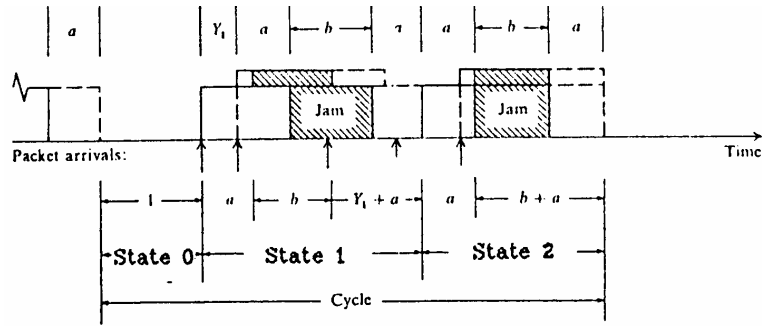 a Y₁ a b a b a
Jam Jam
Packet arrivals: Time
1 a b Y₁ + a a b + a
State 0 State 1 State 2
Cycle